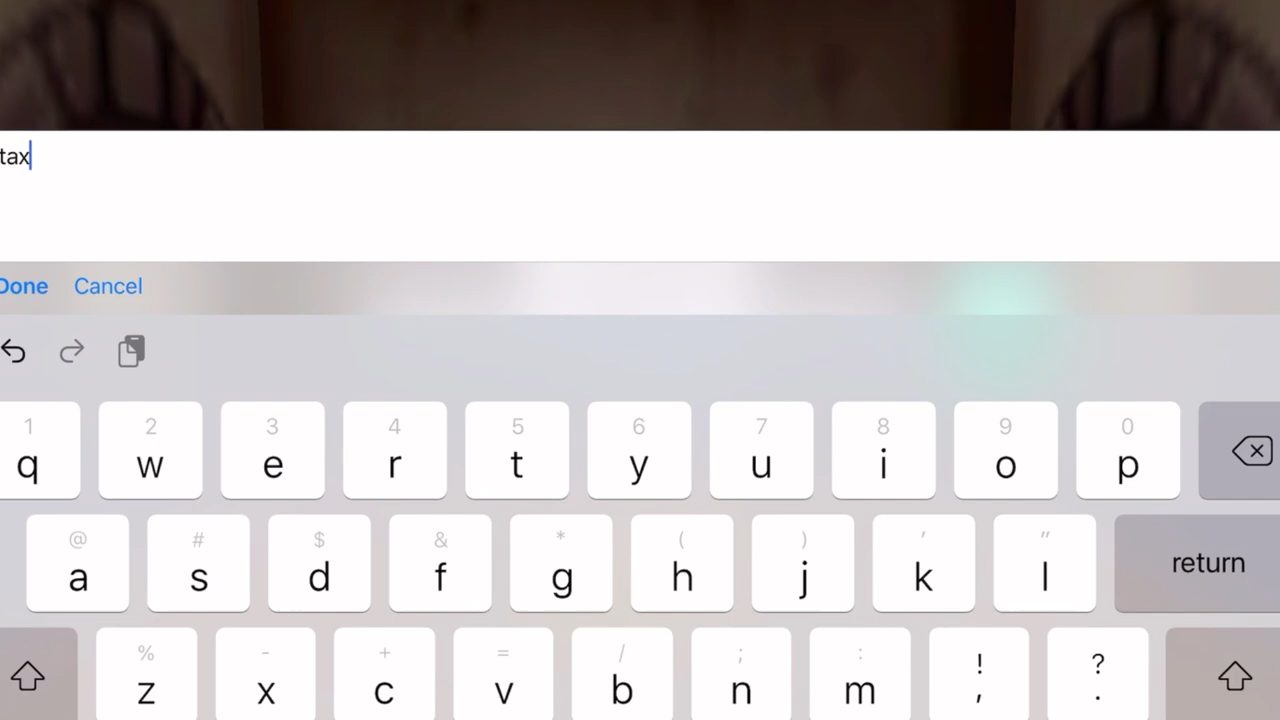 tax
Done Cancel
1 2 3 4 5 6 7 8 9 0
q w e r t y u i o p
@ # $ & * ( ) ' "
a s d f g h j k l return
% - + = / ; : ! ?
z x c v b n m , .